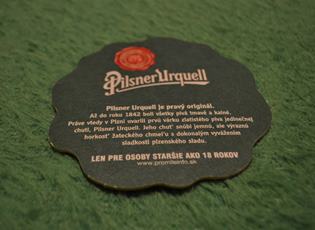 Pilsner Urquell
Pilsner Urquell je pravý originál.
Až do roku 1842 boli všetky pivá tmavé a kalné.
Práve vtedy v Plzni uvarili prvú várku zlatistého piva jedinečnej
chuti, Pilsner Urquell. Jeho chuť snúbi jemnú, ale výraznú
horkosť žateckého chmeľu s dokonalým vyvážením
sladkosti plzenského sladu.
LEN PRE OSOBY STARŠIE AKO 18 ROKOV
www.promileinfo.sk